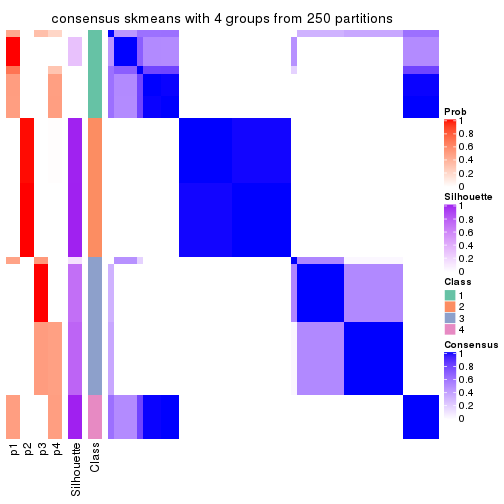 consensus skmeans with 4 groups from 250 partitions
Prob
1
0.8
0.6
0.4
0.2
0
Silhouette
1
0.8
0.6
0.4
0.2
0
Class
1
2
3
4
Consensus
1
0.8
0.6
0.4
0.2
0
p1
p2
p3
p4
Silhouette
Class